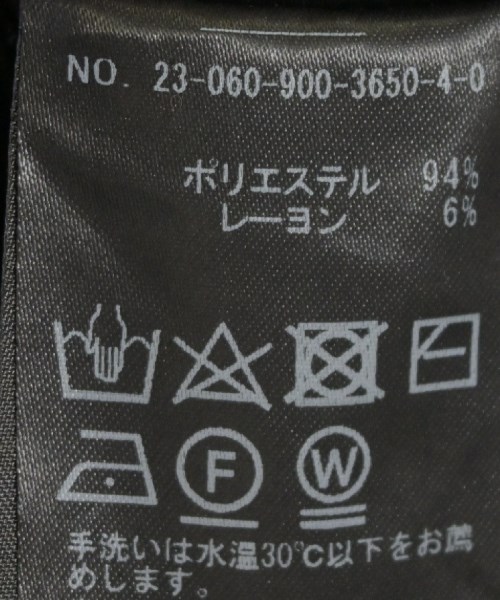 NO. 23-060-900-3650-4-0
ポリエステル 94%
レーヨン 6%
F
W
手洗いは水温30℃以下をお薦
めします。